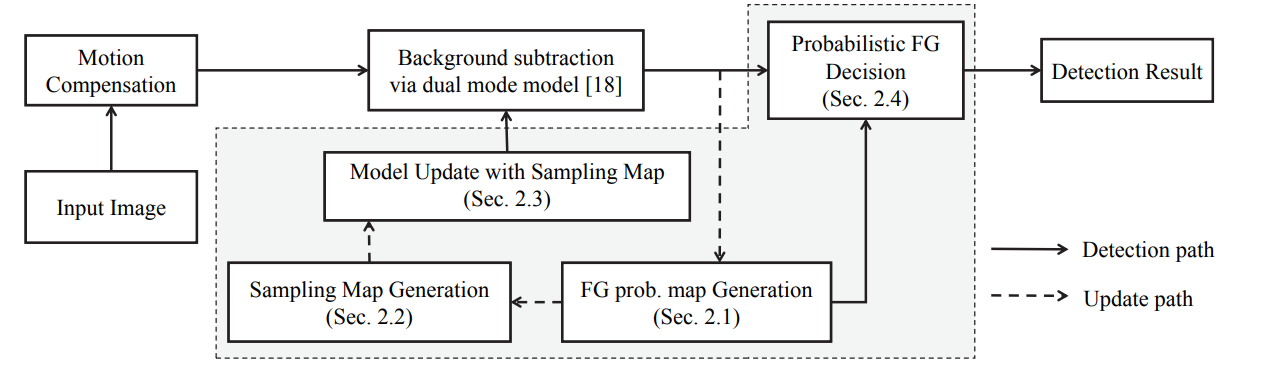 Motion
Compensation
Background subtraction
via dual mode model [18]
Probabilistic FG
Decision
(Sec. 2.4)
Detection Result
Input Image
Model Update with Sampling Map
(Sec. 2.3)
Sampling Map Generation
(Sec. 2.2)
FG prob. map Generation
(Sec. 2.1)
Detection path
Update path